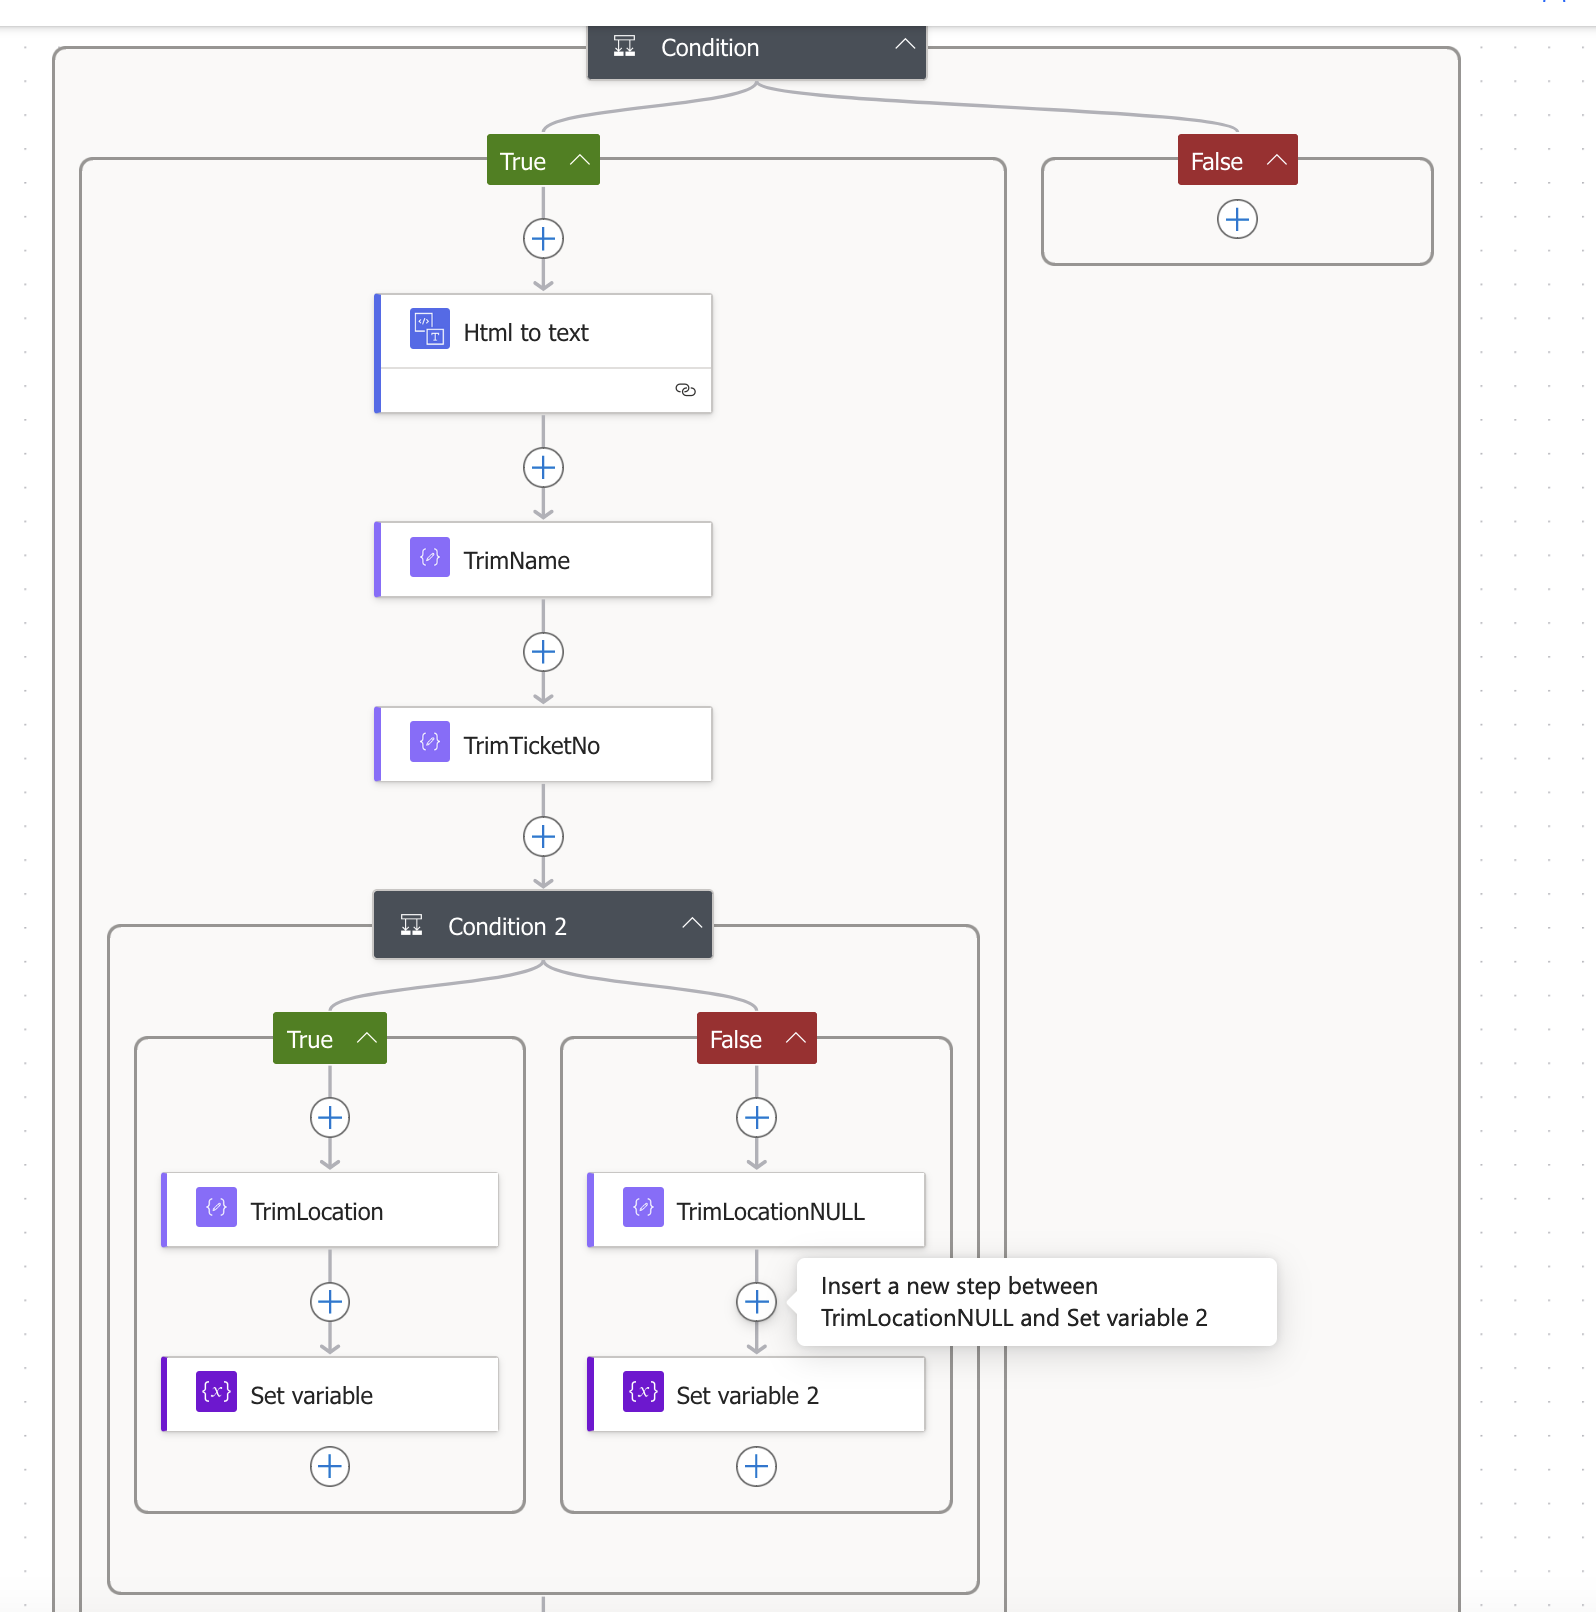 Condition
True
False
Html to text
TrimName
TrimTicketNo
Condition 2
True
False
TrimLocation
TrimLocationNULL
Insert a new step between
TrimLocationNULL and Set variable 2
Set variable
Set variable 2